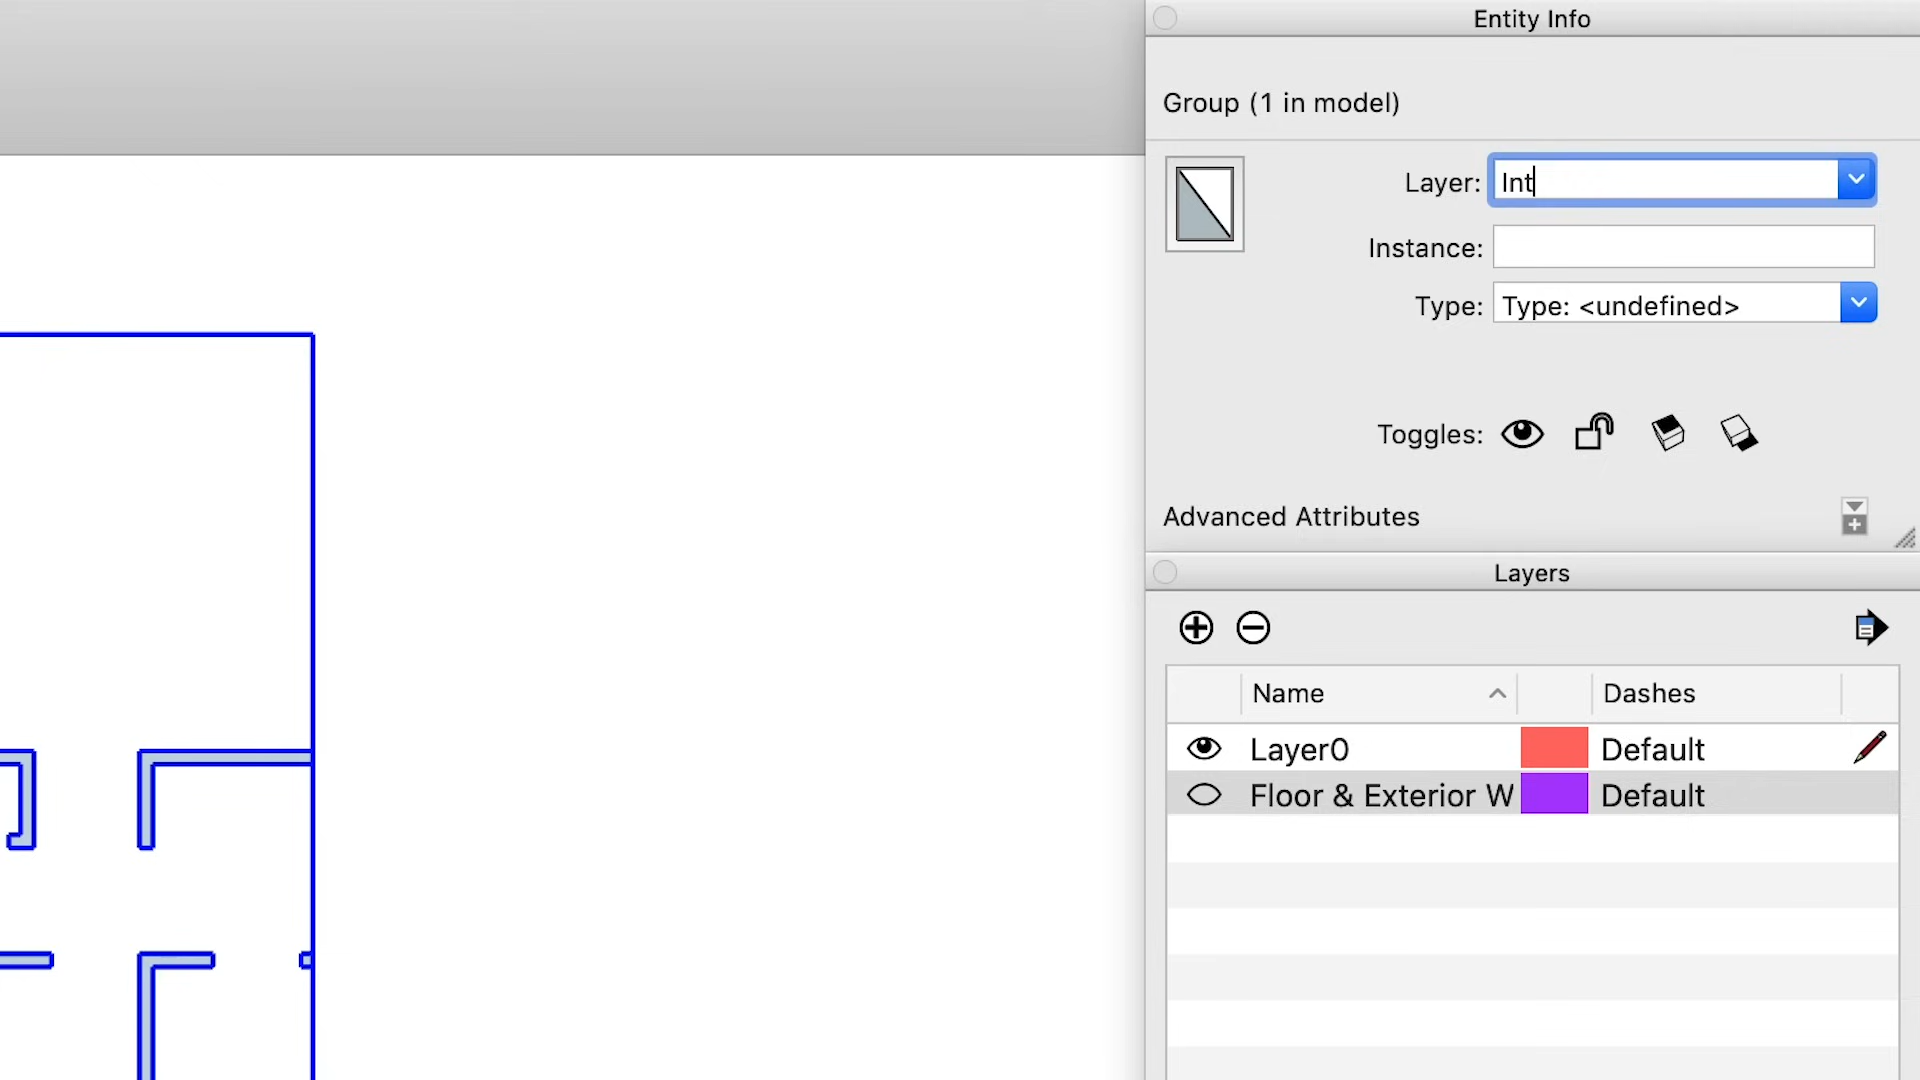 Entity Info
Group (1 in model)
Layer: Int
Instance:
Type: Type: <undefined>
Toggles:
Advanced Attributes
Layers
Name Dashes
Layer0 Default
Floor & Exterior W Default